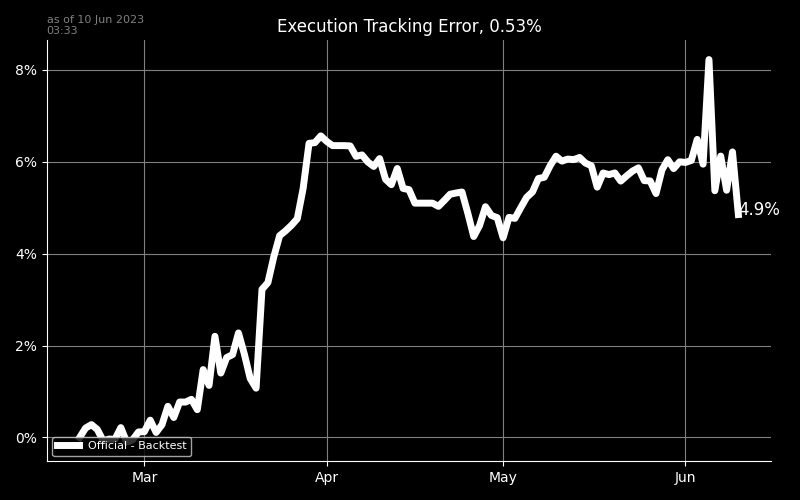 as of 10 Jun 2023
03:33
Execution Tracking Error, 0.53%
8%
6%
4%
2%
0%
4.9%
Official - Backtest
Mar
Apr
May
Jun